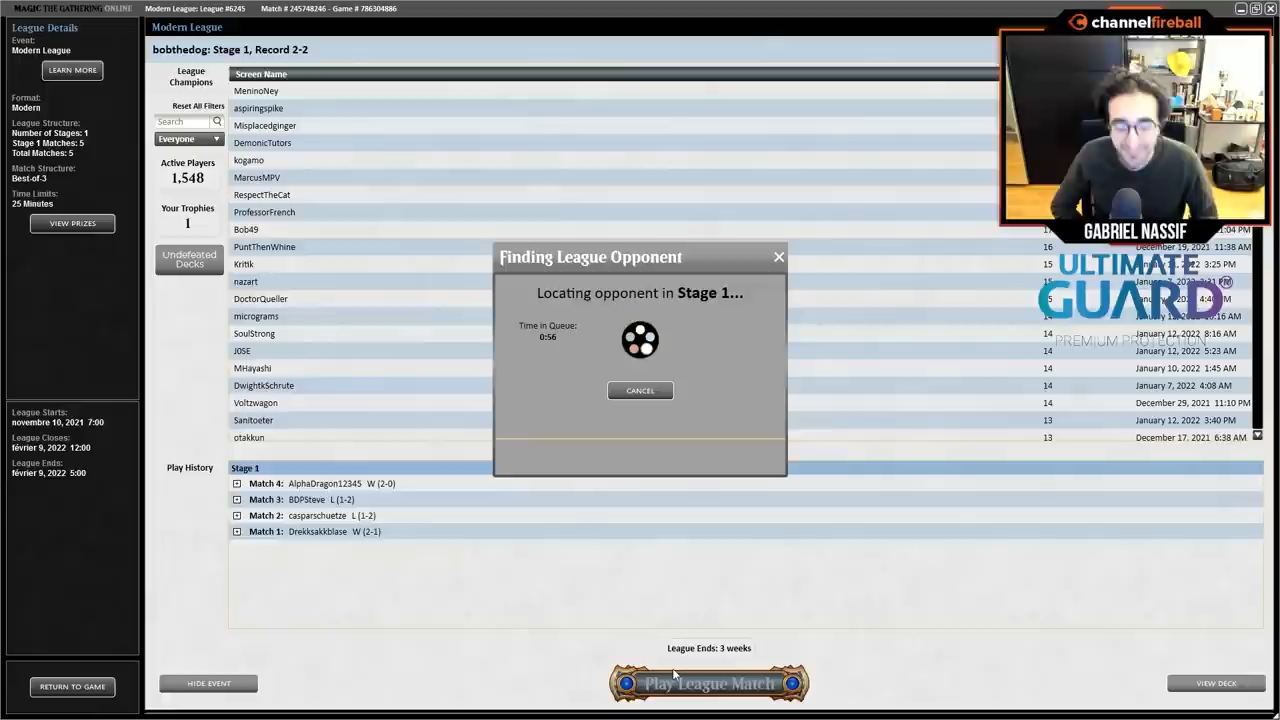 MAGIC THE GATHERING ONLINE
Modern League: League #6245
Match # 245748246 - Game # 786304886
League Details
Event:
Modern League
LEARN MORE
Format:
Modern
League Structure:
Number of Stages: 1
Stage 1 Matches: 5
Total Matches: 5
Match Structure:
Best-of-3
Time Limits:
25 Minutes
VIEW PRIZES
League Starts:
novembre 10, 2021 7:00
League Closes:
février 9, 2022 12:00
League Ends:
février 9, 2022 5:00
RETURN TO GAME
Modern League
bobthedog: Stage 1, Record 2-2
League
Champions
Reset All Filters
Search
Everyone
Active Players
1,548
Your Trophies
1
Undefeated
Decks
Screen Name
MeninoNey
aspiringspike
Misplacedginger
DemonicTutors
kogamo
MarcusMPV
RespectTheCat
ProfessorFrench
Bob49
PuntThenWhine 16 December 19, 2021 11:38 AM
Kritik 15
nazart 15
DoctorQueller
micrograms 14
SoulStrong 14 January 12, 2022 8:16 AM
J0SE 14 January 12, 2022 5:23 AM
MHayashi 14 January 10, 2022 1:45 AM
DwightkSchrute 14 January 7, 2022 4:08 AM
Voltzwagon 14 December 29, 2021 11:10 PM
Sanitoeter 13 January 12, 2022 3:40 PM
otakkun 13 December 17, 2021 6:38 AM
channelfireball
GABRIEL NASSIF
ULTIMATE
GUARD
PREMIUM PROTECTION
Finding League Opponent
Locating opponent in Stage 1...
Time in Queue:
0:56
CANCEL
Play History
Stage 1
Match 4: AlphaDragon12345 W (2-0)
Match 3: BDPSteve L (1-2)
Match 2: casparschuetze L (1-2)
Match 1: Drekksakkblase W (2-1)
League Ends: 3 weeks
HIDE EVENT
Play League Match
VIEW DECK